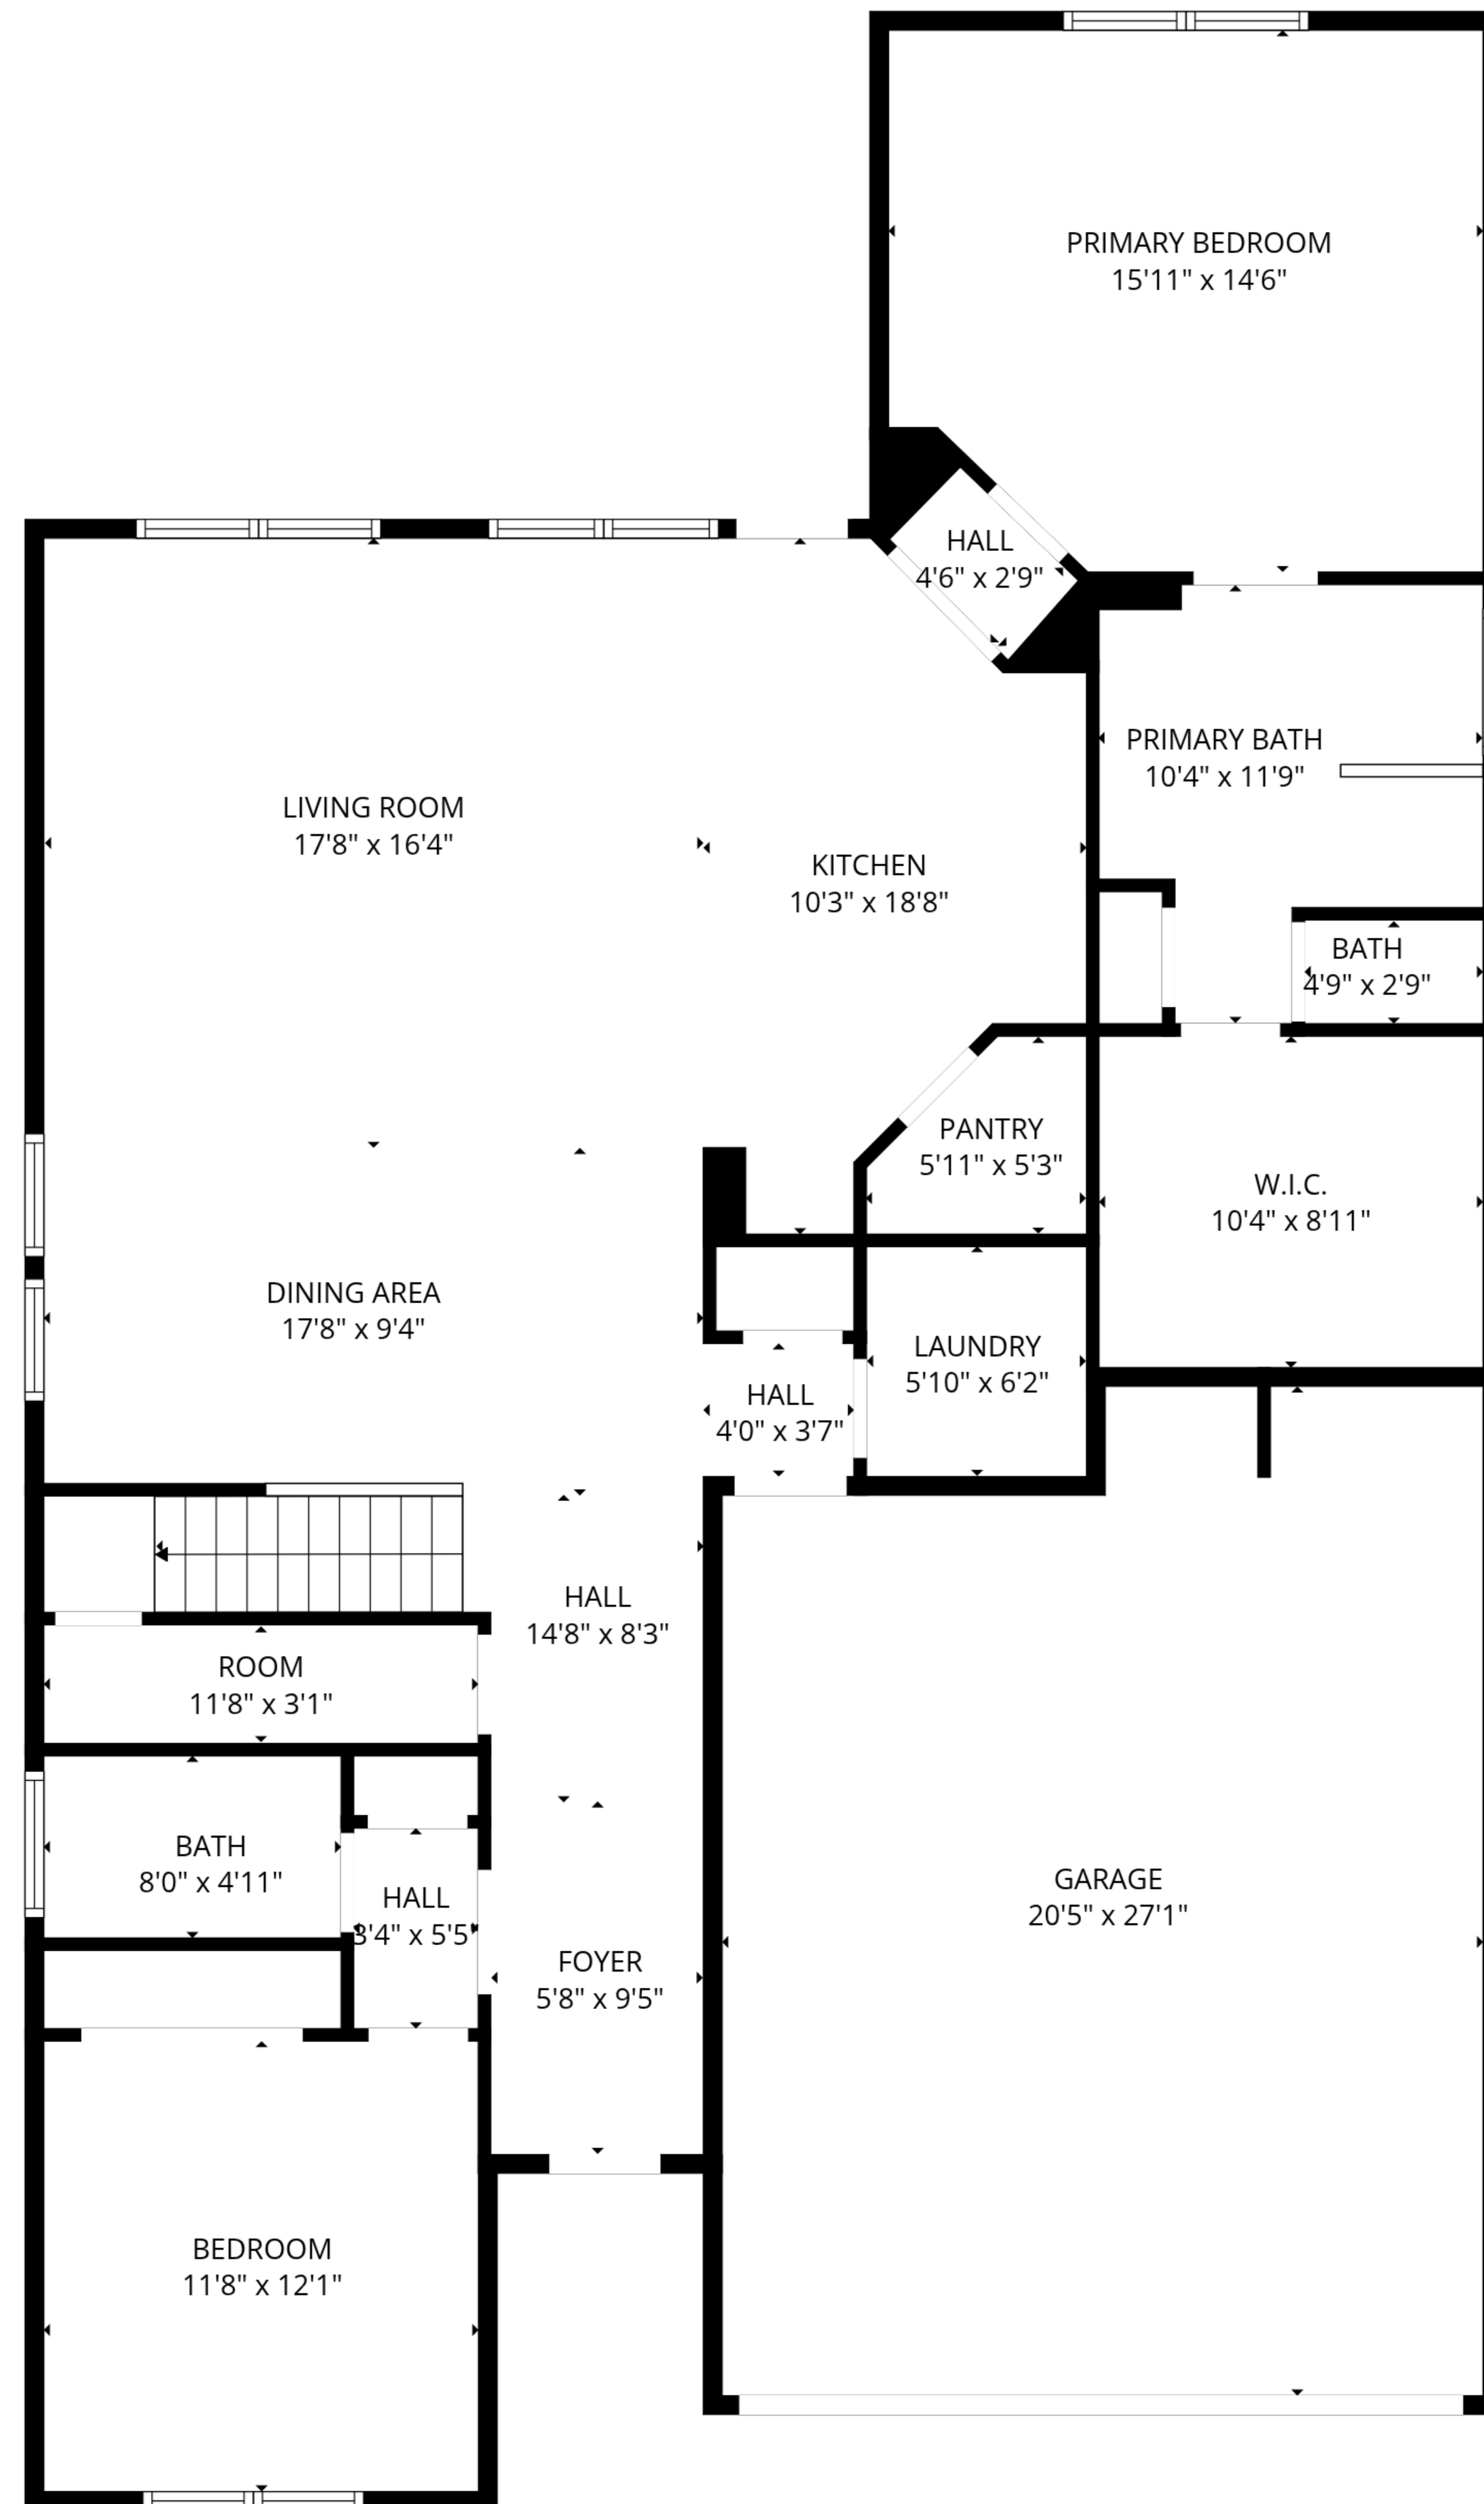 PRIMARY BEDROOM
15'11" x 14'6"
HALL
4'6" x 2'9"
PRIMARY BATH
10'4" x 11'9"
LIVING ROOM
17'8" x 16'4"
KITCHEN
10'3" x 18'8"
BATH
4'9" x 2'9"
PANTRY
5'11" x 5'3"
W.I.C.
10'4" x 8'11"
DINING AREA
17'8" x 9'4"
LAUNDRY
5'10" x 6'2"
HALL
4'0" x 3'7"
HALL
14'8" x 8'3"
ROOM
11'8" x 3'1"
BATH
8'0" x 4'11"
HALL
3'4" x 5'5"
GARAGE
20'5" x 27'1"
FOYER
5'8" x 9'5"
BEDROOM
11'8" x 12'1"